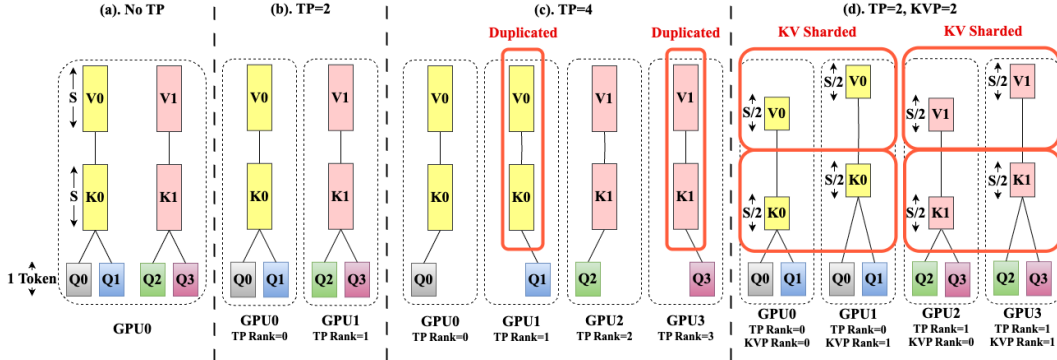 (a). No TP
(b). TP=2
(c). TP=4
(d). TP=2, KVP=2
Duplicated
Duplicated
KV Sharded
KV Sharded
S
V0
V1
S
K0
K1
1 Token
Q0
Q1
Q2
Q3
GPU0
V0
V1
K0
K1
Q0
Q1
Q2
Q3
GPU0
TP Rank=0
GPU1
TP Rank=1
V0
V0
V1
V1
K0
K0
K1
K1
Q0
Q1
Q2
Q3
GPU0
TP Rank=0
GPU1
TP Rank=1
GPU2
TP Rank=2
GPU3
TP Rank=3
S/2
V0
S/2
V0
S/2
V1
S/2
V1
S/2
K0
S/2
K0
S/2
K1
S/2
K1
Q0
Q1
Q0
Q1
Q2
Q3
Q2
Q3
GPU0
TP Rank=0
KVP Rank=0
GPU1
TP Rank=0
KVP Rank=1
GPU2
TP Rank=1
KVP Rank=0
GPU3
TP Rank=1
KVP Rank=1